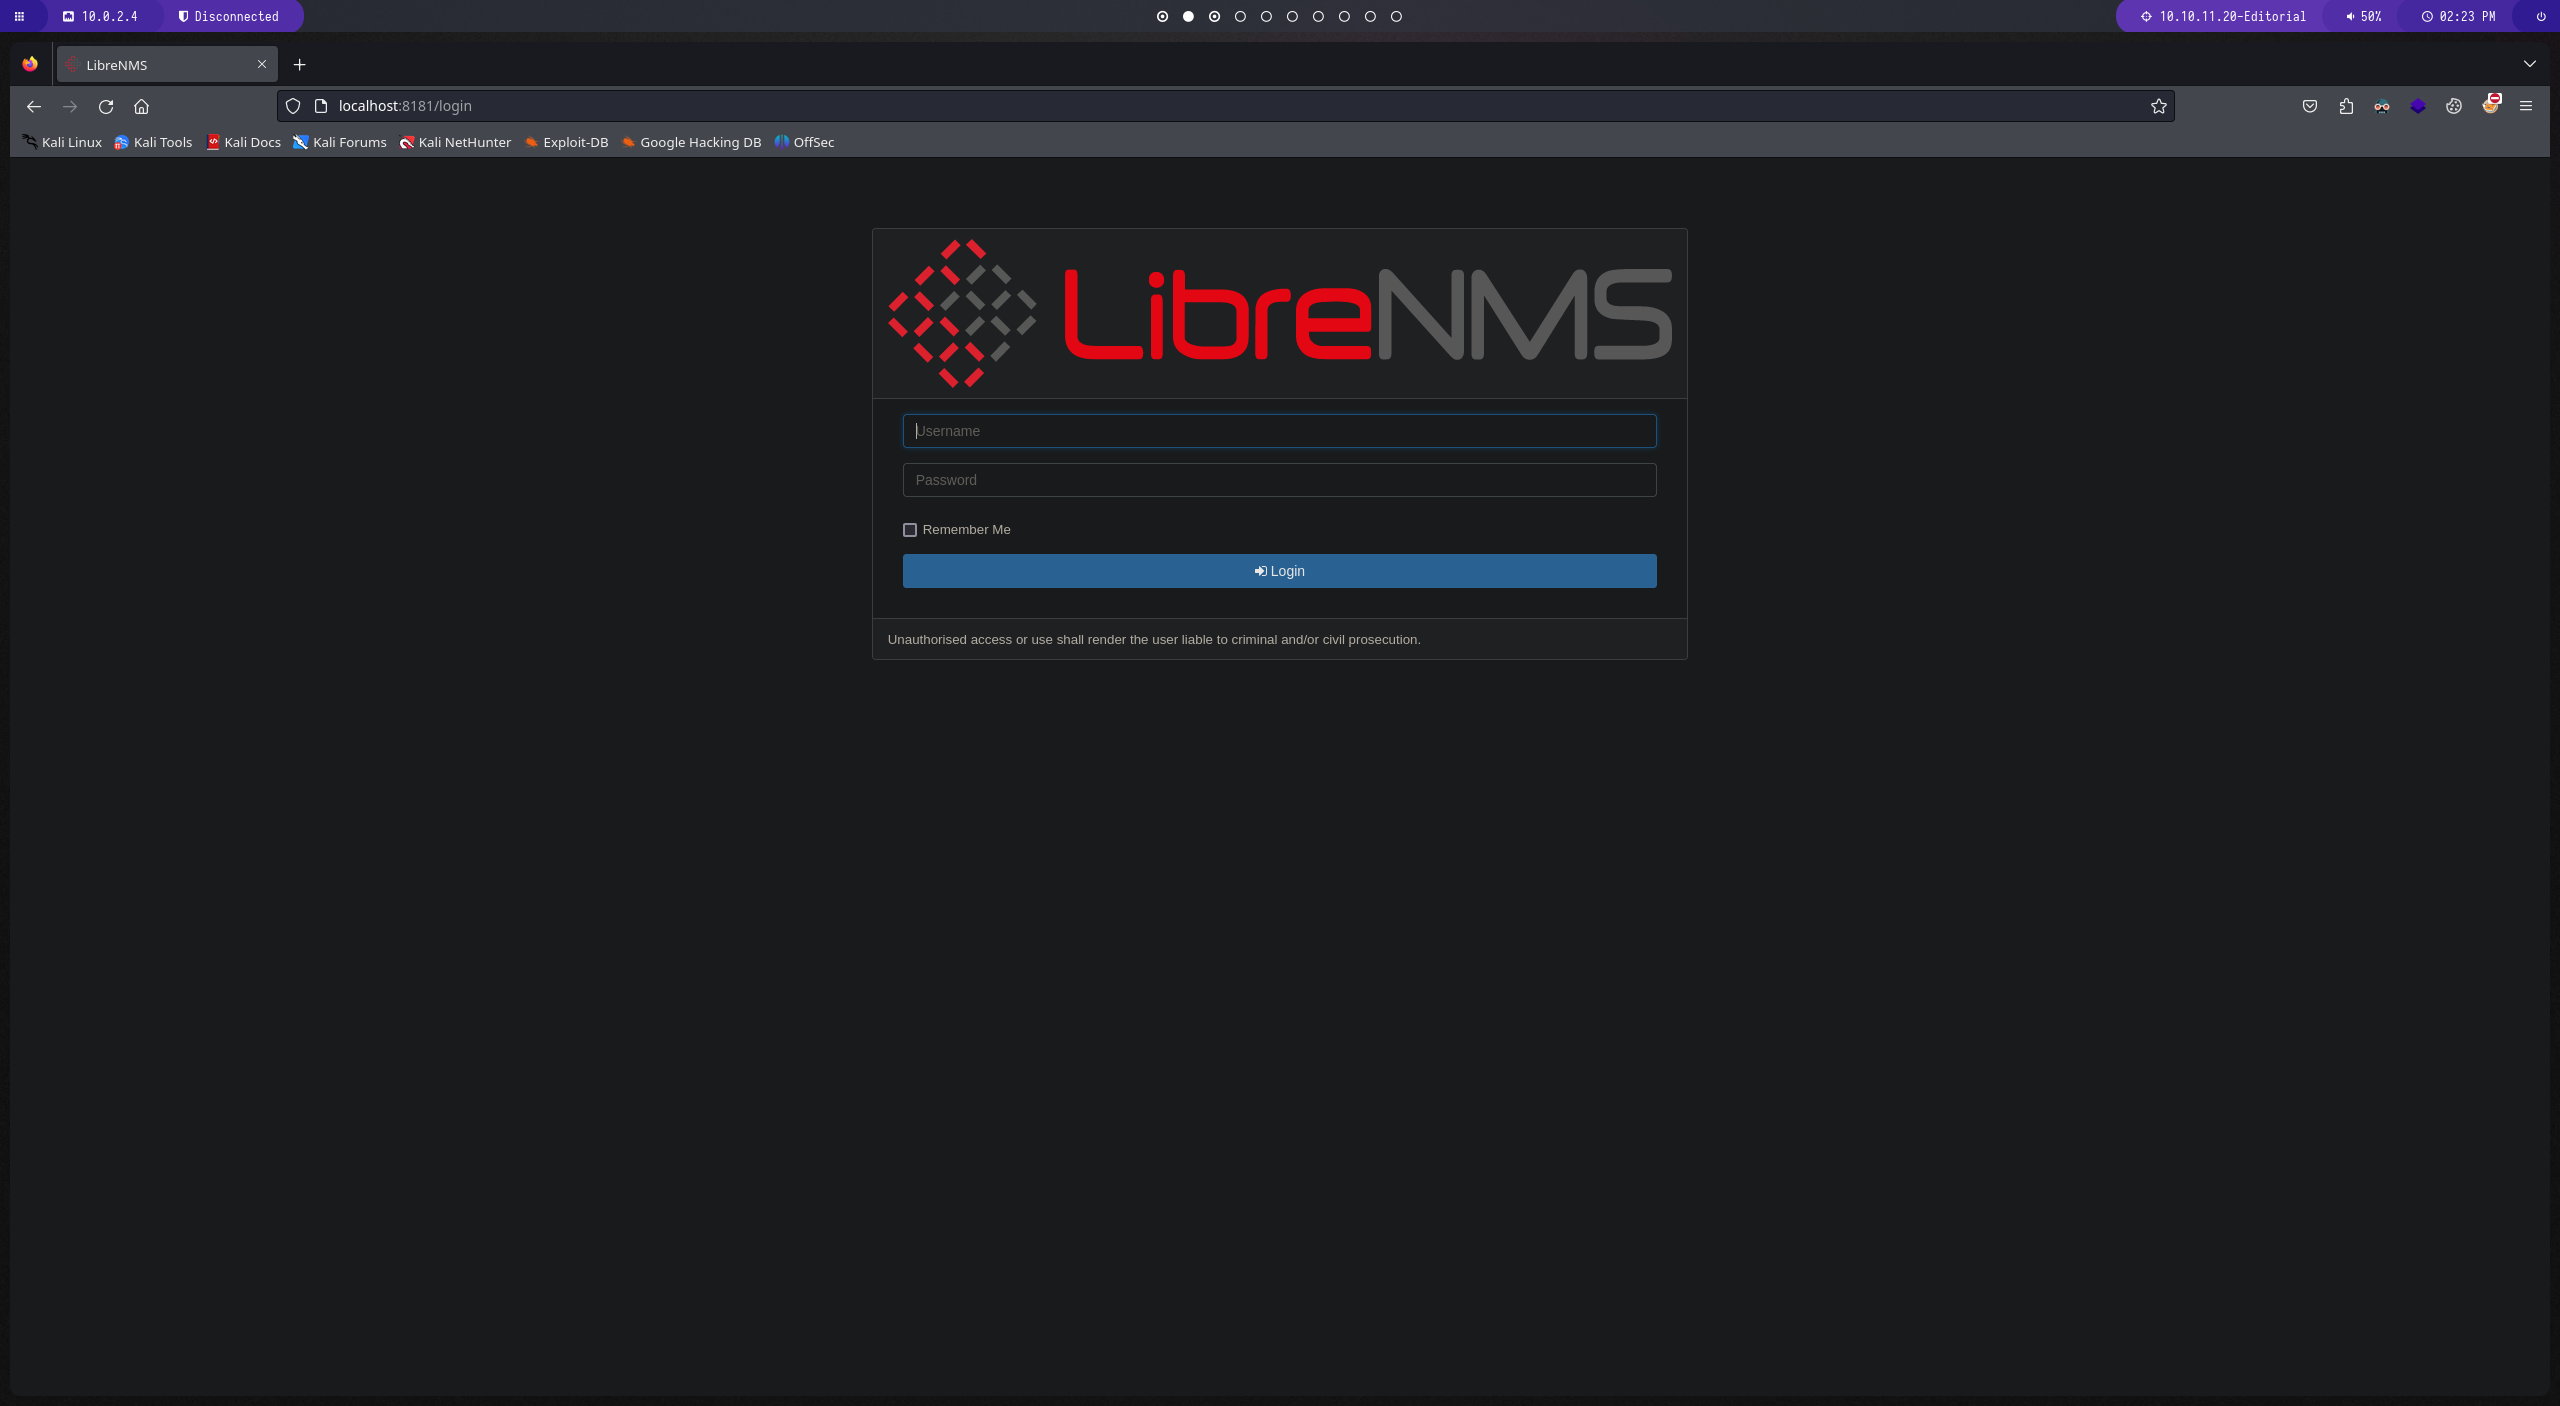 10.0.2.4 Disconnected 10.10.11.20-Editorial 50% 02:23 PM
LibreNMS
localhost:8181/login
Kali Linux Kali Tools Kali Docs Kali Forums Kali NetHunter Exploit-DB Google Hacking DB OffSec
LibreNMS
Username
Password
Remember Me
Login
Unauthorised access or use shall render the user liable to criminal and/or civil prosecution.